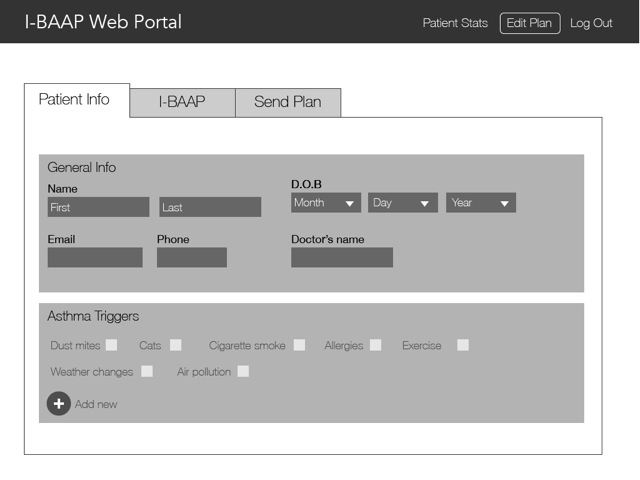 I-BAAP Web Portal
Patient Stats Edit Plan Log Out
Patient Info I-BAAP Send Plan
General Info
Name
First Last
D.O.B
Month Day Year
Email Phone Doctor's name
Asthma Triggers
Dust mites Cats Cigarette smoke Allergies Exercise
Weather changes Air pollution
+ Add new